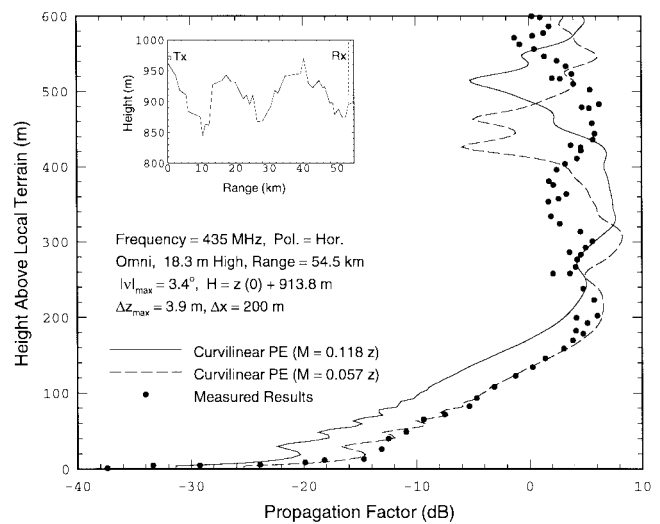 600
500
400
300
200
100
0
Height Above Local Terrain (m)
1000
950
900
850
800
Height (m)
Tx
Rx
0 10 20 30 40 50
Range (km)
Frequency = 435 MHz, Pol. = Hor.
Omni, 18.3 m High, Range = 54.5 km
|ν|max = 3.4°, H = z (0) + 913.8 m
Δzmax = 3.9 m, Δx = 200 m
Curvilinear PE (M = 0.118 z)
Curvilinear PE (M = 0.057 z)
Measured Results
-40 -30 -20 -10 0 10
Propagation Factor (dB)